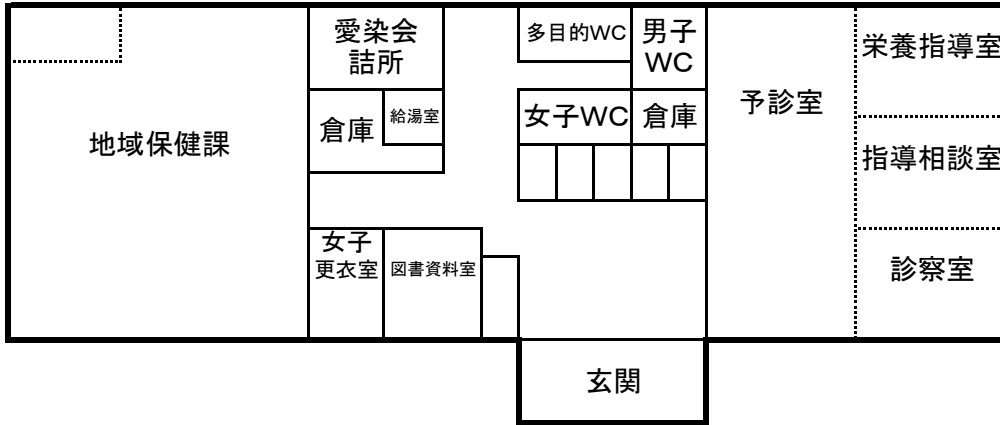 愛染会
詰所
多目的WC
男子
WC
栄養指導室
地域保健課
倉庫
給湯室
女子WC
倉庫
予診室
指導相談室
女子
更衣室
図書資料室
診察室
玄関